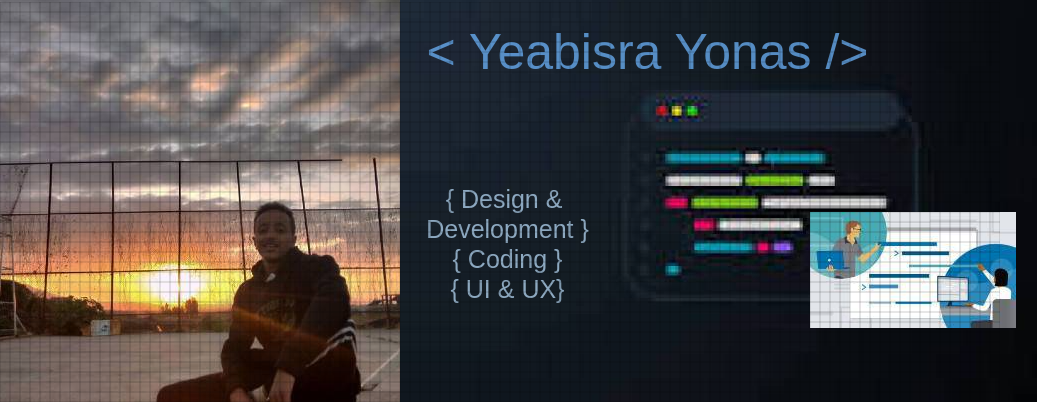 < Yeabisra Yonas />
{ Design &
Development }
{ Coding }
{ UI & UX}